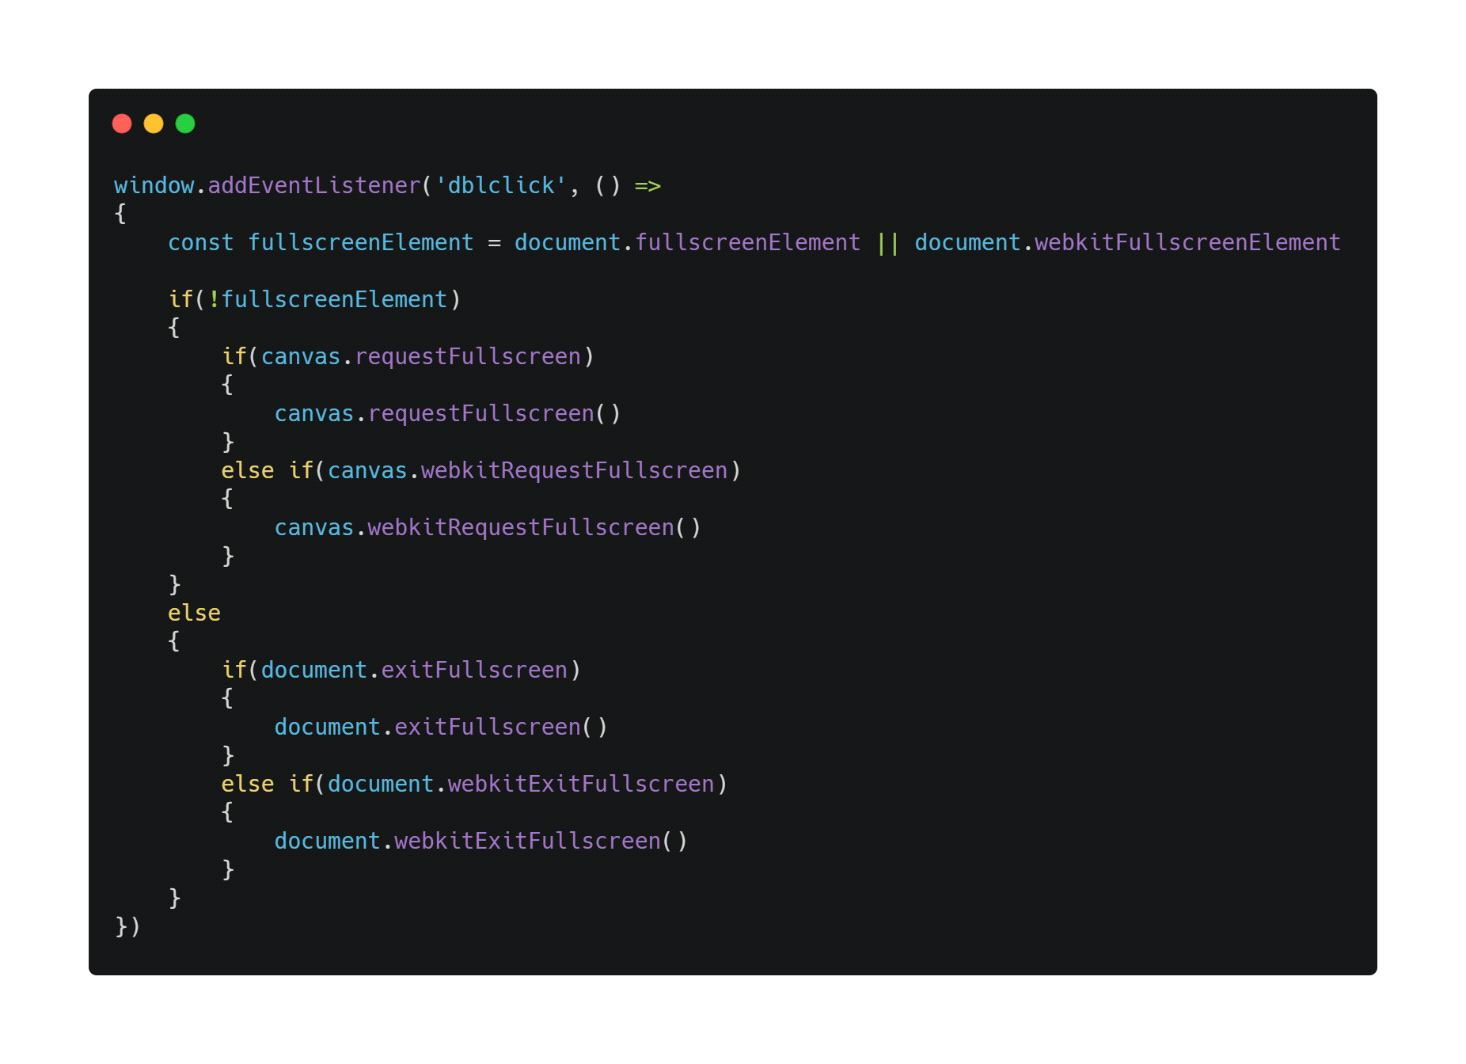 window.addEventListener('dblclick', () =>
{
    const fullscreenElement = document.fullscreenElement || document.webkitFullscreenElement

    if(!fullscreenElement)
    {
        if(canvas.requestFullscreen)
        {
            canvas.requestFullscreen()
        }
        else if(canvas.webkitRequestFullscreen)
        {
            canvas.webkitRequestFullscreen()
        }
    }
    else
    {
        if(document.exitFullscreen)
        {
            document.exitFullscreen()
        }
        else if(document.webkitExitFullscreen)
        {
            document.webkitExitFullscreen()
        }
    }
})